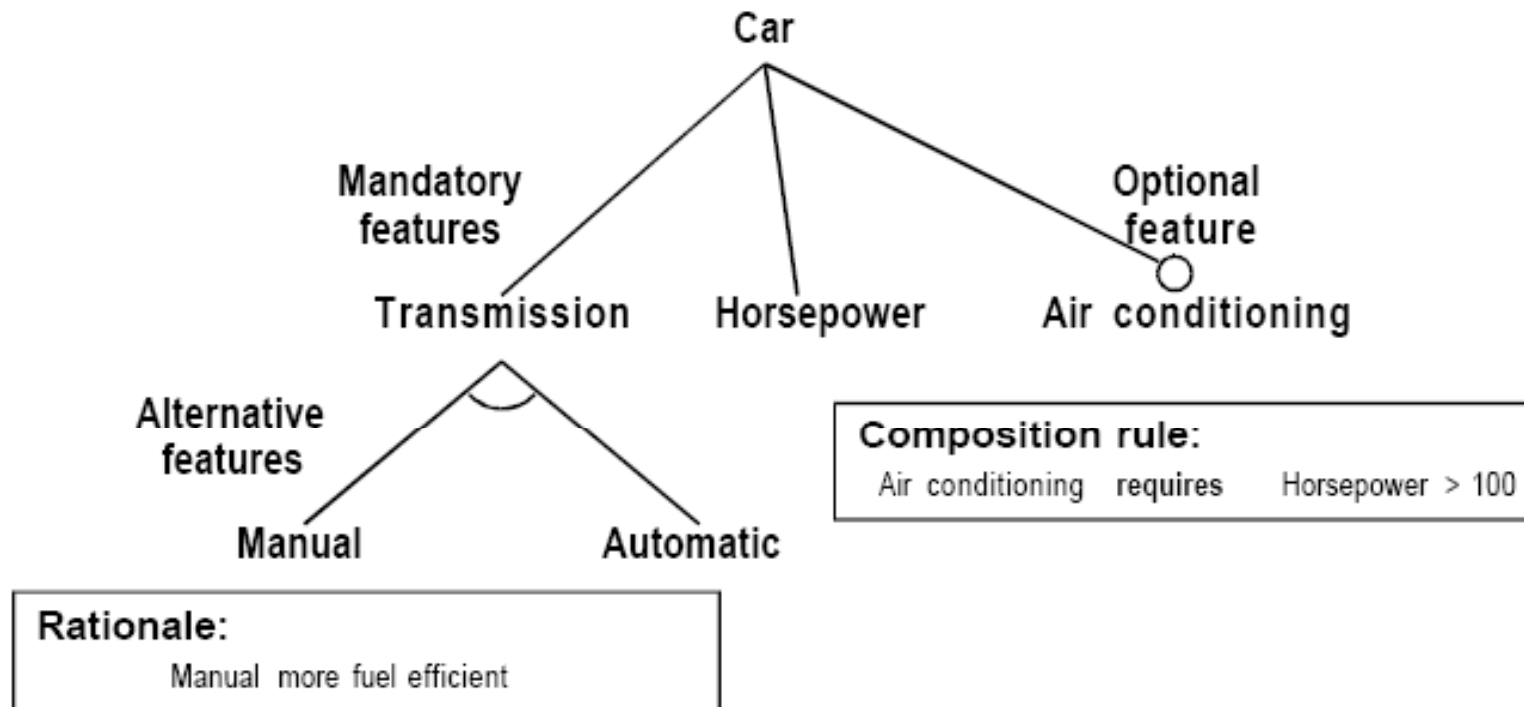 Car
Mandatory
features
Optional
feature
Transmission
Horsepower
Air conditioning
Alternative
features
Manual
Automatic
Composition rule:
Air conditioning requires Horsepower > 100
Rationale:
Manual more fuel efficient